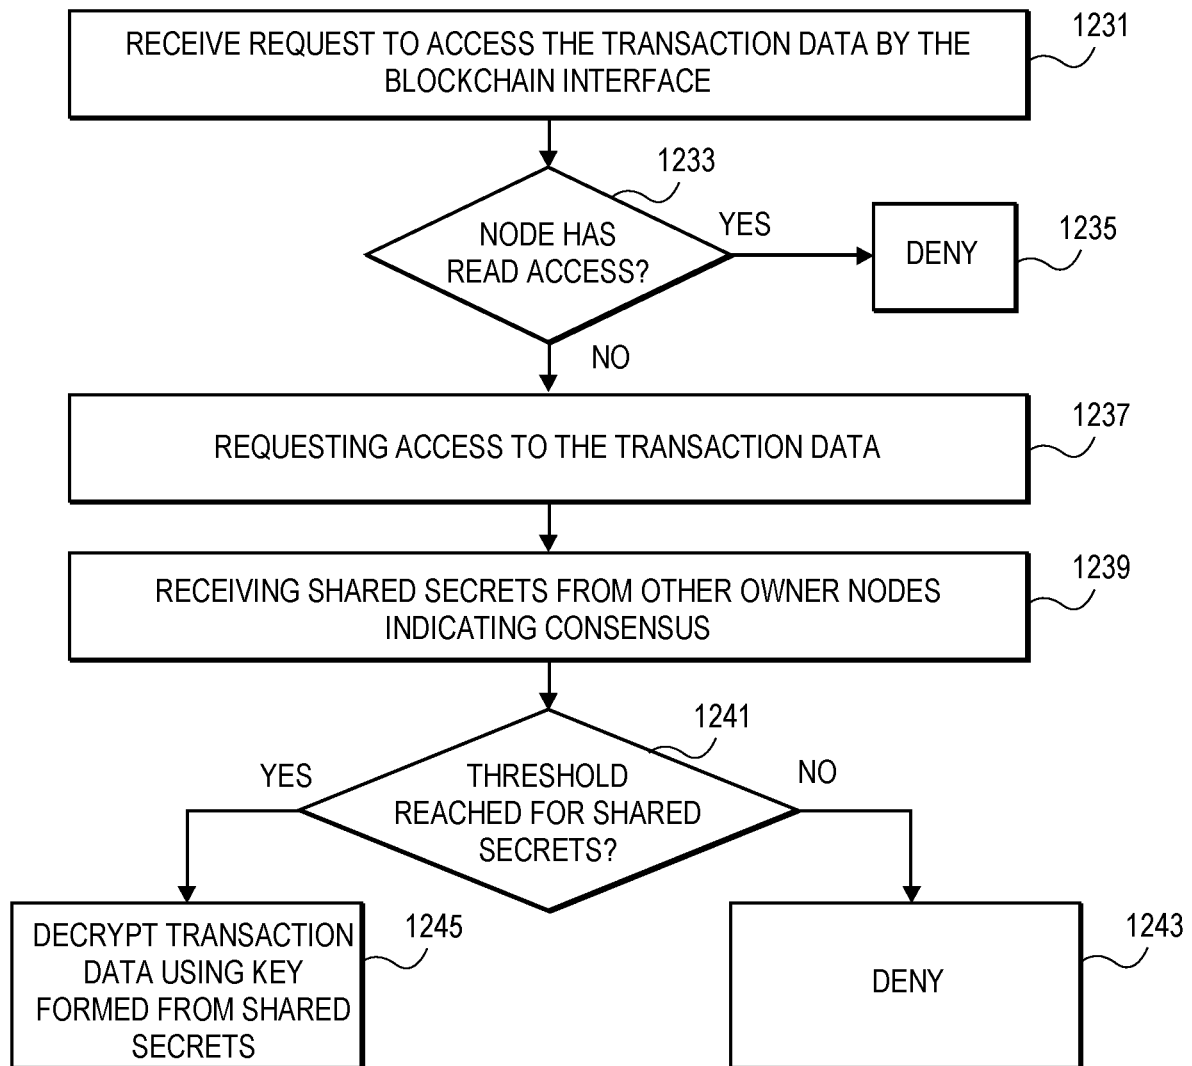 RECEIVE REQUEST TO ACCESS THE TRANSACTION DATA BY THE
BLOCKCHAIN INTERFACE
1231
1233
NODE HAS
READ ACCESS?
YES
DENY
1235
NO
REQUESTING ACCESS TO THE TRANSACTION DATA
1237
RECEIVING SHARED SECRETS FROM OTHER OWNER NODES
INDICATING CONSENSUS
1239
1241
THRESHOLD
REACHED FOR SHARED
SECRETS?
YES
NO
DECRYPT TRANSACTION
DATA USING KEY
FORMED FROM SHARED
SECRETS
1245
DENY
1243